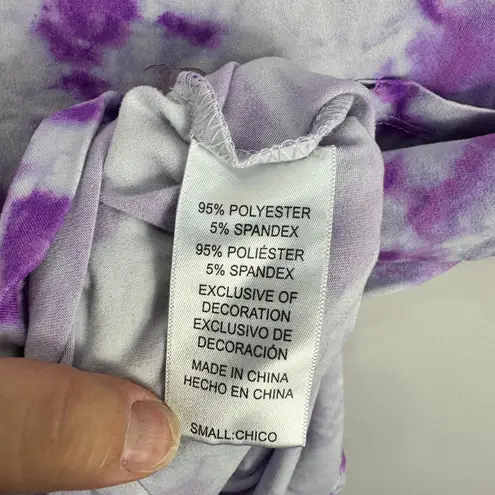 95% POLYESTER
5% SPANDEX
95% POLIÉSTER
5% SPANDEX
EXCLUSIVE OF
DECORATION
EXCLUSIVO DE
DECORACIÓN
MADE IN CHINA
HECHO EN CHINA
SMALL:CHICO